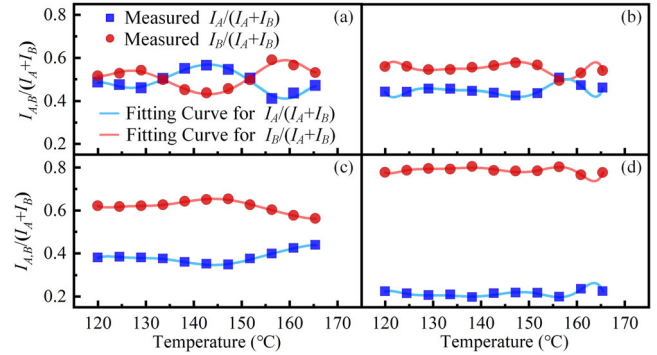 Measured I_A/(I_A+I_B) (a)
Measured I_B/(I_A+I_B)
(b)
0.8
0.6
0.4
0.2
I_{A,B}/(I_A+I_B)
Fitting Curve for I_A/(I_A+I_B)
Fitting Curve for I_B/(I_A+I_B)
(c)
(d)
0.8
0.6
0.4
0.2
I_{A,B}/(I_A+I_B)
120 130 140 150 160 170
120 130 140 150 160 170
Temperature (℃)
Temperature (℃)